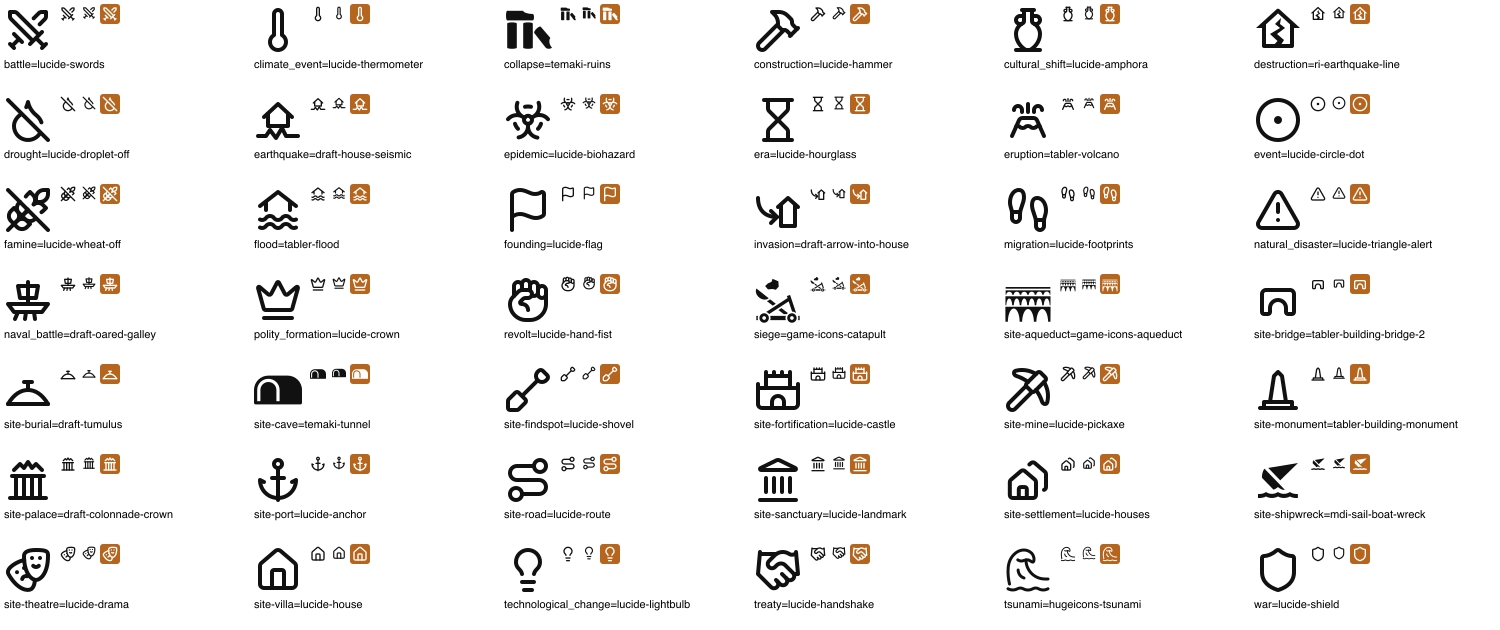 battle=lucide-swords
climate_event=lucide-thermometer
collapse=temaki-ruins
construction=lucide-hammer
cultural_shift=lucide-amphora
destruction=ri-earthquake-line
drought=lucide-droplet-off
earthquake=draft-house-seismic
epidemic=lucide-biohazard
era=lucide-hourglass
eruption=tabler-volcano
event=lucide-circle-dot
famine=lucide-wheat-off
flood=tabler-flood
founding=lucide-flag
invasion=draft-arrow-into-house
migration=lucide-footprints
natural_disaster=lucide-triangle-alert
naval_battle=draft-oared-galley
polity_formation=lucide-crown
revolt=lucide-hand-fist
siege=game-icons-catapult
site-aqueduct=game-icons-aqueduct
site-bridge=tabler-building-bridge-2
site-burial=draft-tumulus
site-cave=temaki-tunnel
site-findspot=lucide-shovel
site-fortification=lucide-castle
site-mine=lucide-pickaxe
site-monument=tabler-building-monument
site-palace=draft-colonnade-crown
site-port=lucide-anchor
site-road=lucide-route
site-sanctuary=lucide-landmark
site-settlement=lucide-houses
site-shipwreck=mdi-sail-boat-wreck
site-theatre=lucide-drama
site-villa=lucide-house
technological_change=lucide-lightbulb
treaty=lucide-handshake
tsunami=hugeicons-tsunami
war=lucide-shield